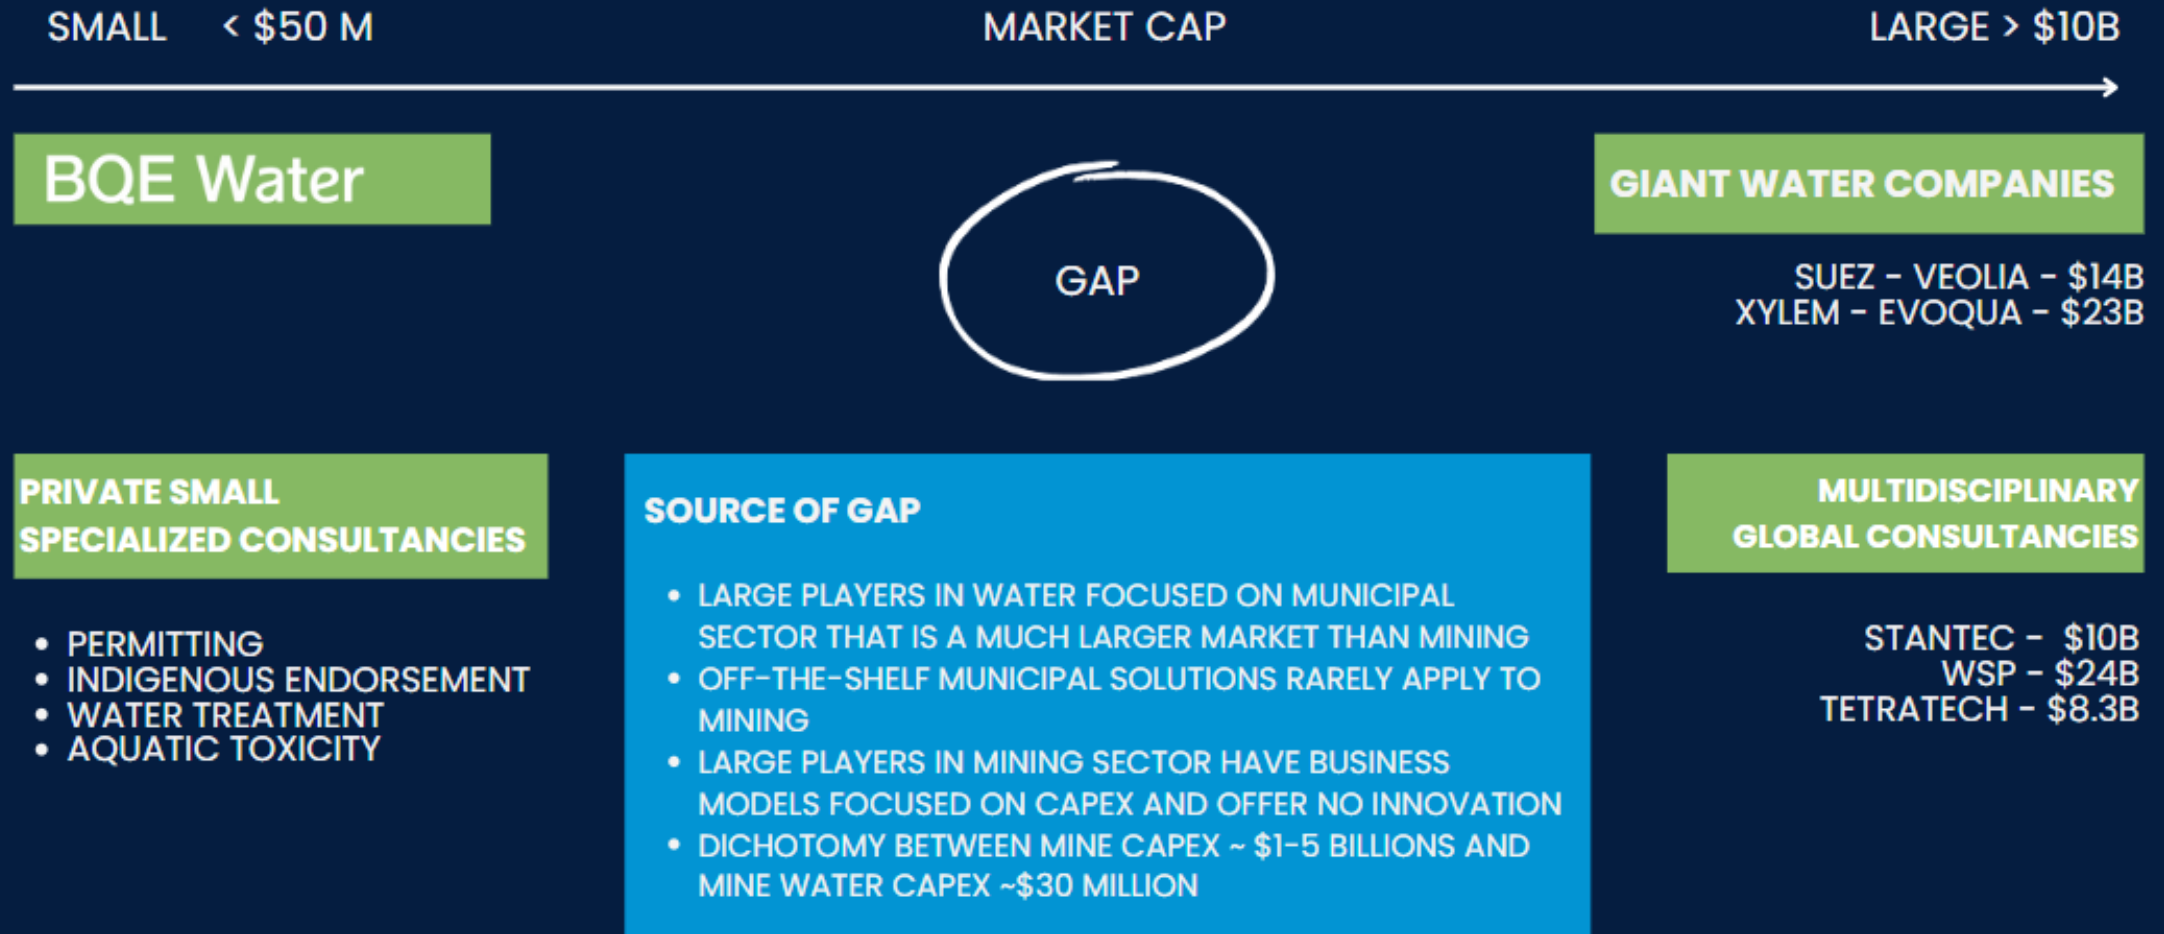 SMALL < $50 M MARKET CAP LARGE > $10B
BQE Water
GIANT WATER COMPANIES
SUEZ - VEOLIA - $14B
XYLEM - EVOQUA - $23B
GAP
PRIVATE SMALL
SPECIALIZED CONSULTANCIES
• PERMITTING
• INDIGENOUS ENDORSEMENT
• WATER TREATMENT
• AQUATIC TOXICITY
SOURCE OF GAP
• LARGE PLAYERS IN WATER FOCUSED ON MUNICIPAL
SECTOR THAT IS A MUCH LARGER MARKET THAN MINING
• OFF-THE-SHELF MUNICIPAL SOLUTIONS RARELY APPLY TO
MINING
• LARGE PLAYERS IN MINING SECTOR HAVE BUSINESS
MODELS FOCUSED ON CAPEX AND OFFER NO INNOVATION
• DICHOTOMY BETWEEN MINE CAPEX ~ $1-5 BILLIONS AND
MINE WATER CAPEX ~$30 MILLION
MULTIDISCIPLINARY
GLOBAL CONSULTANCIES
STANTEC - $10B
WSP - $24B
TETRATECH - $8.3B